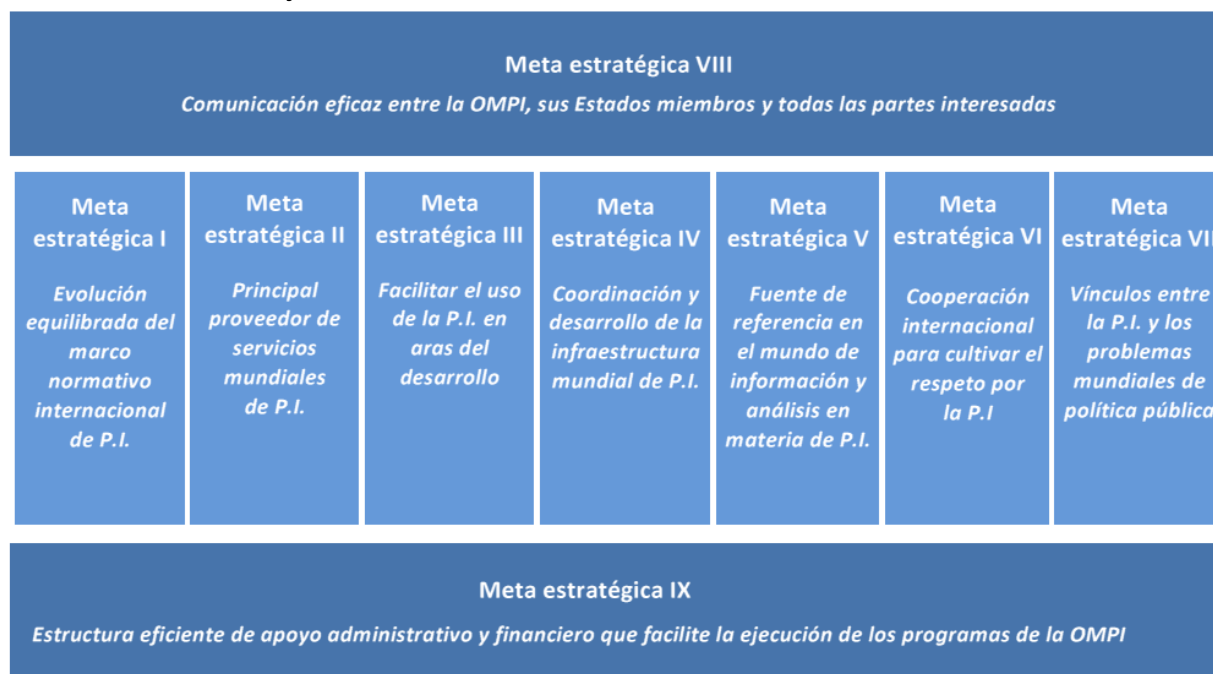 Meta estratégica VIII
Comunicación eficaz entre la OMPI, sus Estados miembros y todas las partes interesadas
Meta
estratégica I
Evolución
equilibrada del
marco
normativo
internacional
de P.I.
Meta
estratégica II
Principal
proveedor de
servicios
mundiales
de P.I.
Meta
estratégica III
Facilitar el uso
de la P.I. en
aras del
desarrollo
Meta
estratégica IV
Coordinación y
desarrollo de la
infraestructura
mundial de P.I.
Meta
estratégica V
Fuente de
referencia en
el mundo de
información y
análisis en
materia de P.I.
Meta
estratégica VI
Cooperación
internacional
para cultivar el
respeto por
la P.I
Meta
estratégica VII
Vínculos entre
la P.I. y los
problemas
mundiales de
política pública
Meta estratégica IX
Estructura eficiente de apoyo administrativo y financiero que facilite la ejecución de los programas de la OMPI